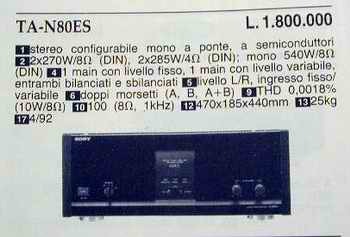 TA-N80ES L. 1.800.000
1 stereo configurabile mono a ponte, a semiconduttori
2 2x270W/8Ω (DIN), 2x285W/4Ω (DIN); mono 540W/8Ω
(DIN) 4 1 main con livello fisso, 1 main con livello variabile,
entrambi bilanciati e sbilanciati 5 livello L/R, ingresso fisso/
variabile 6 doppi morsetti (A, B, A+B) 9 THD 0,0018%
(10W/8Ω) 10 100 (8Ω, 1kHz) 12 470x185x440mm 13 25kg
17 4/92
SONY